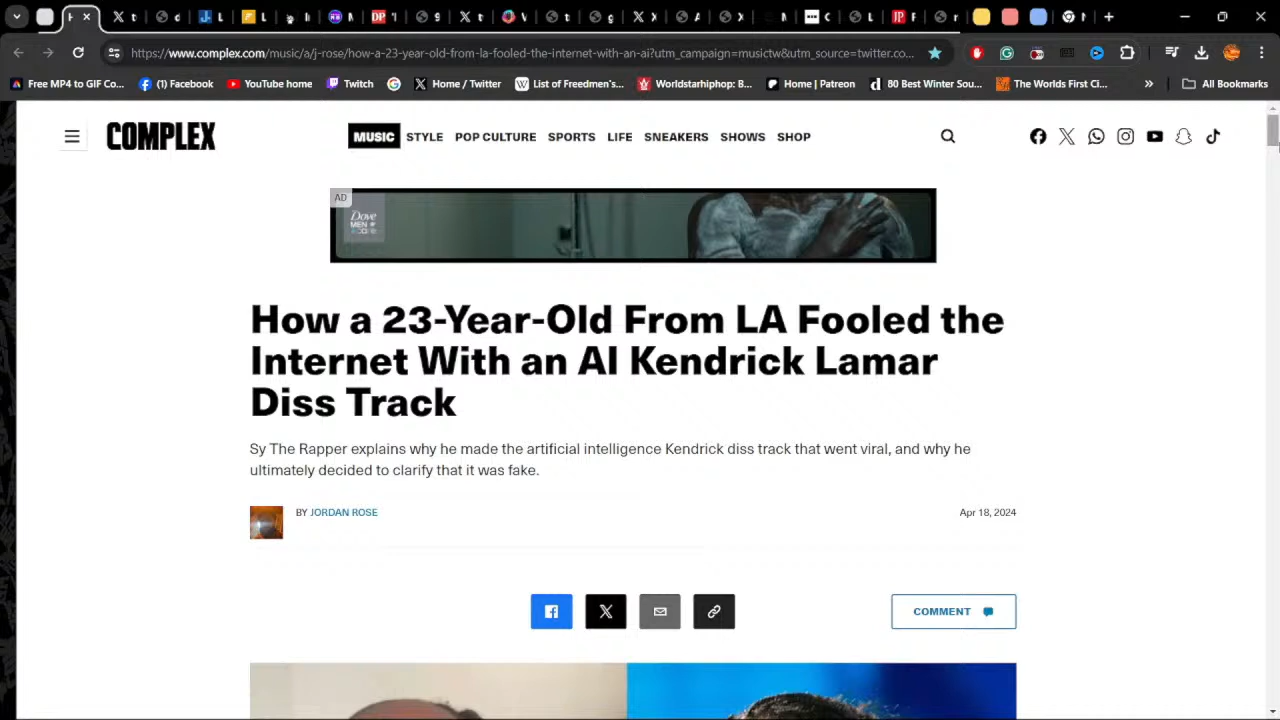 https://www.complex.com/music/a/j-rose/how-a-23-year-old-from-la-fooled-the-internet-with-an-ai?utm_campaign=musictw&utm_source=twitter.co...
Free MP4 to GIF Co...
(1) Facebook
YouTube home
Twitch
Home / Twitter
List of Freedmen's...
Worldstarhiphop: B...
Home | Patreon
80 Best Winter Sou...
The Worlds First Cl...
All Bookmarks
COMPLEX
MUSIC STYLE POP CULTURE SPORTS LIFE SNEAKERS SHOWS SHOP
AD
Dove
MEN
+CARE
How a 23-Year-Old From LA Fooled the
Internet With an AI Kendrick Lamar
Diss Track
Sy The Rapper explains why he made the artificial intelligence Kendrick diss track that went viral, and why he
ultimately decided to clarify that it was fake.
BY JORDAN ROSE
Apr 18, 2024
COMMENT